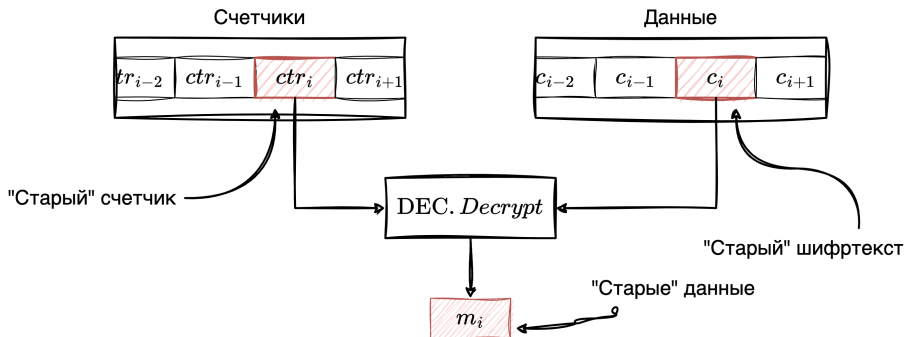 Счетчики
Данные
tr_{i-2} ctr_{i-1} ctr_i ctr_{i+1}
c_{i-2} c_{i-1} c_i c_{i+1}
"Старый" счетчик
DEC. Decrypt
"Старый" шифртекст
"Старые" данные
m_i